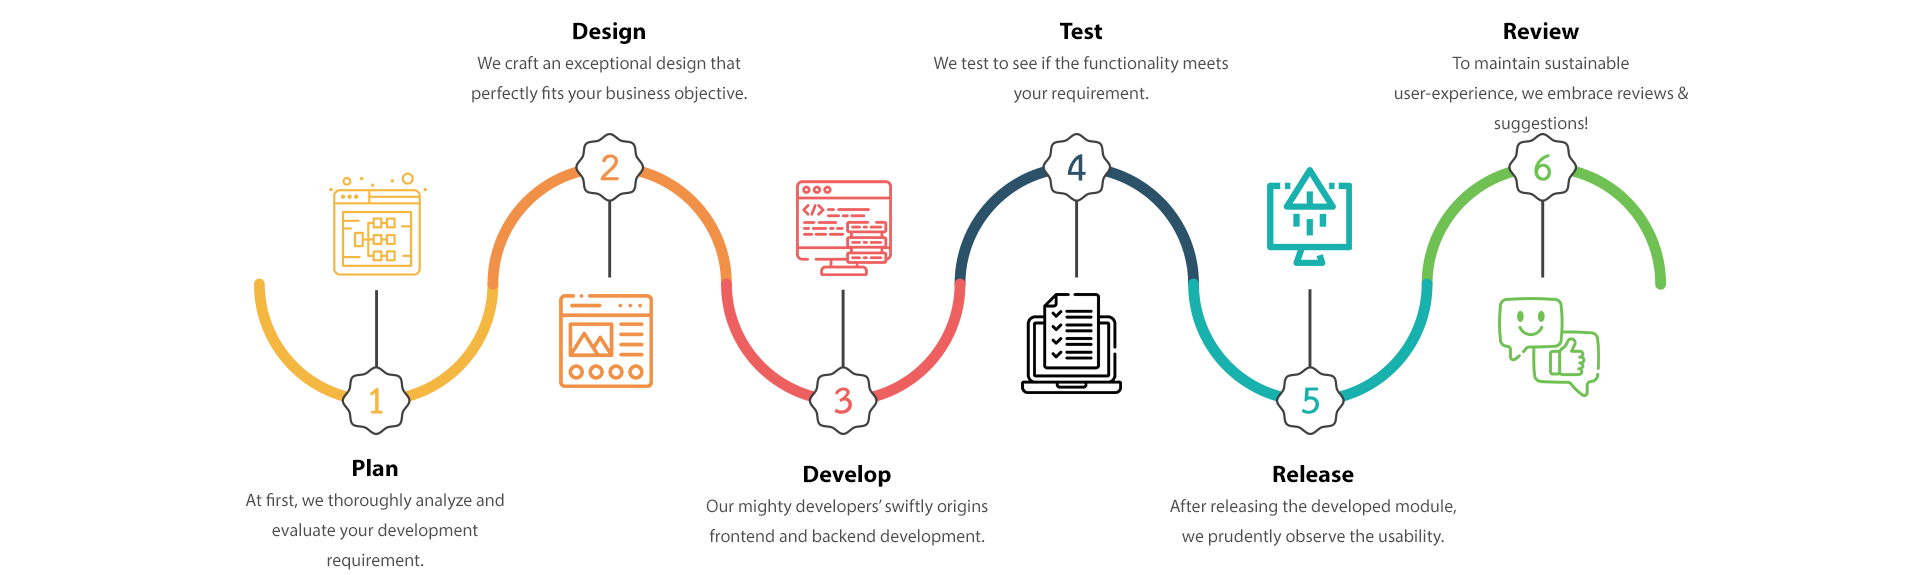 1
Plan
At first, we thoroughly analyze and
evaluate your development
requirement.
2
Design
We craft an exceptional design that
perfectly fits your business objective.
3
Develop
Our mighty developers’ swiftly origins
frontend and backend development.
4
Test
We test to see if the functionality meets
your requirement.
5
Release
After releasing the developed module,
we prudently observe the usability.
6
Review
To maintain sustainable
user-experience, we embrace reviews &
suggestions!